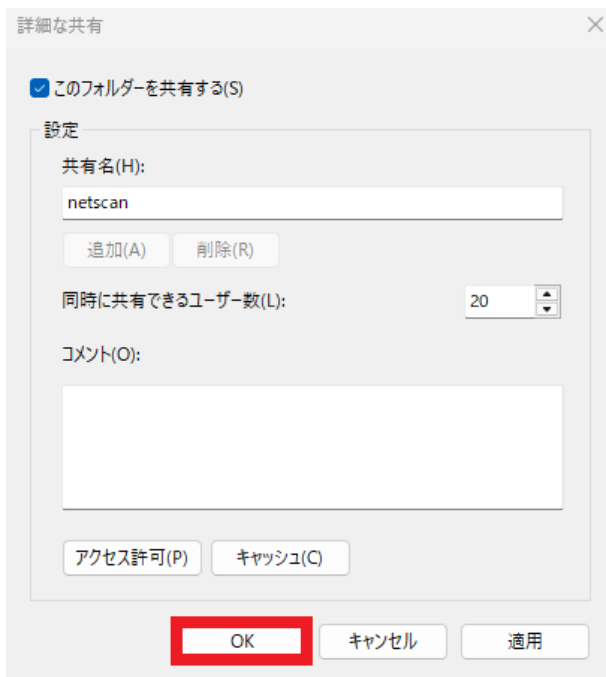 詳細な共有
このフォルダーを共有する(S)
設定
共有名(H):
netscan
追加(A) 削除(R)
同時に共有できるユーザー数(L): 20
コメント(O):
アクセス許可(P) キャッシュ(C)
OK キャンセル 適用